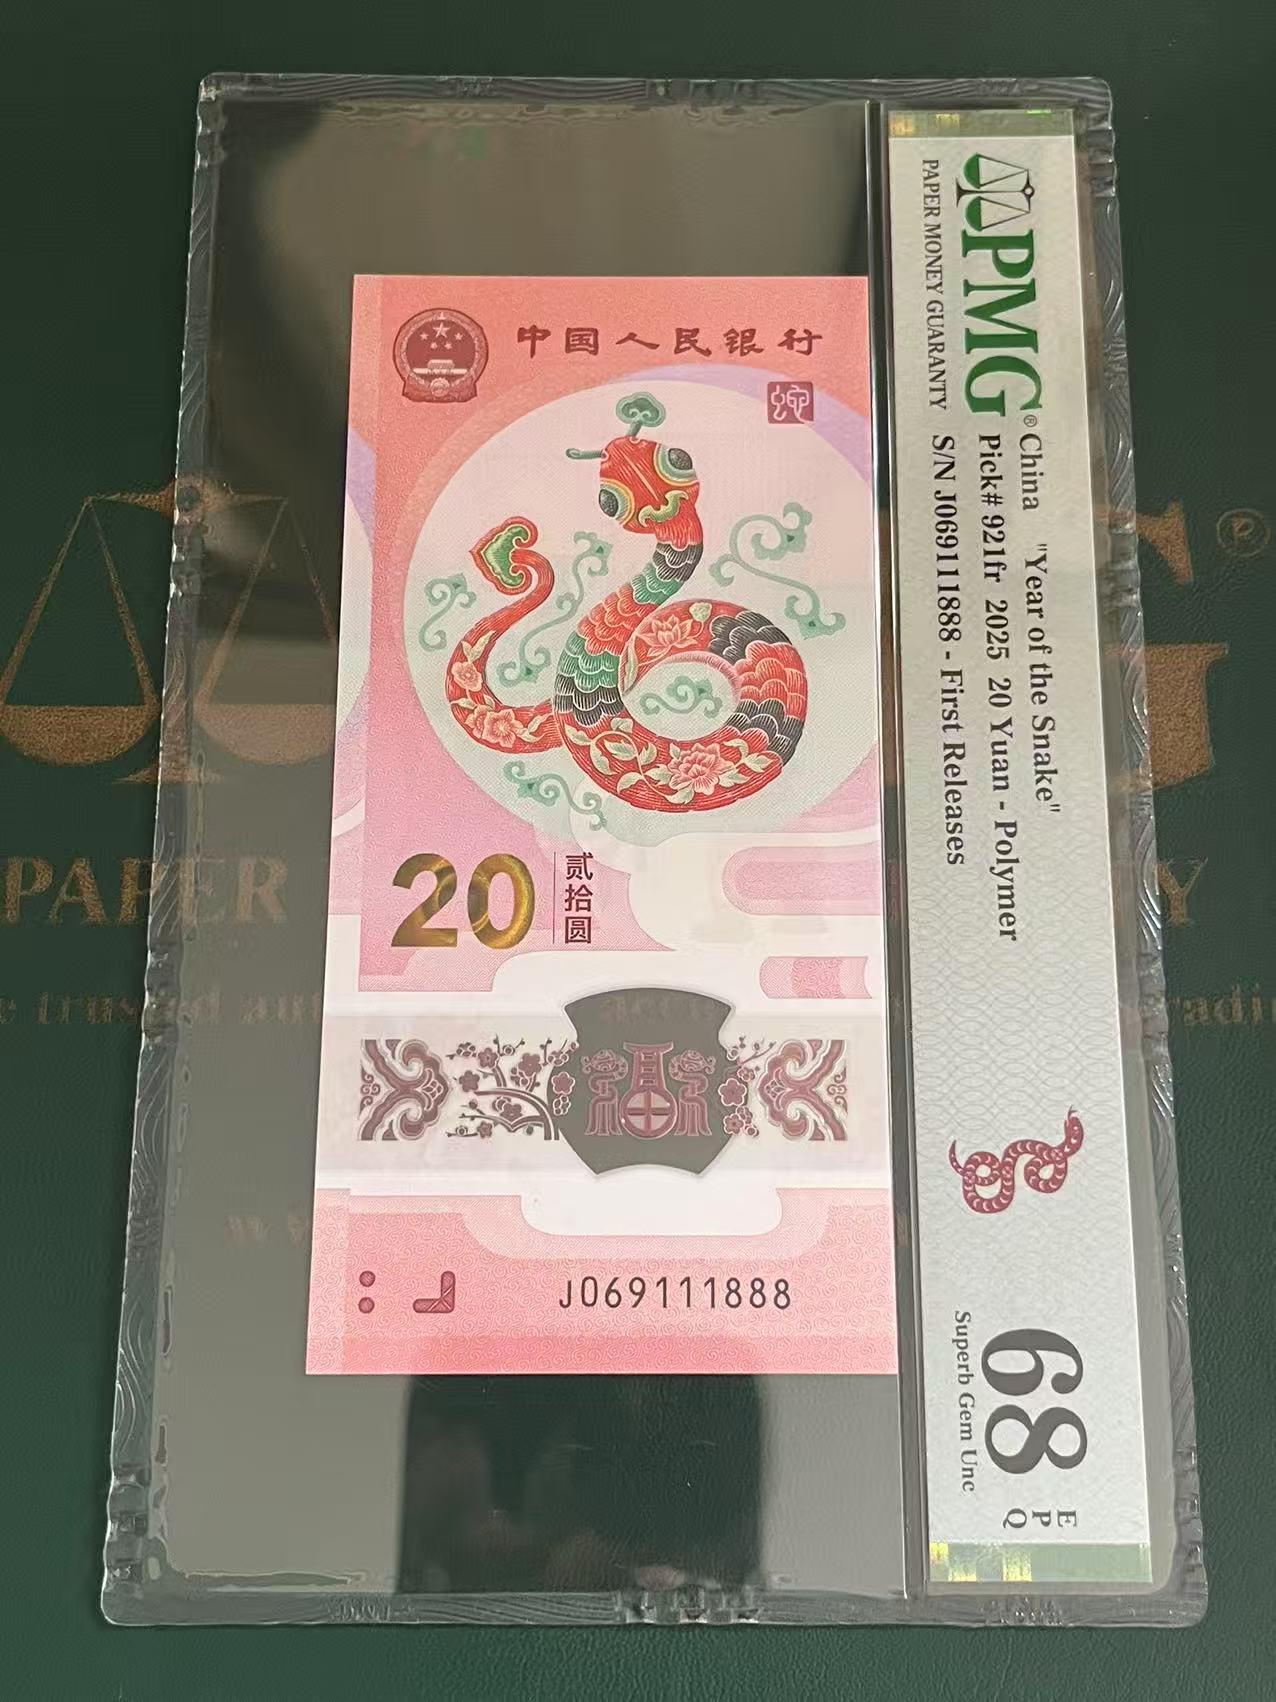 中国人民银行
蛇
20
贰拾圆
J069111888
PMG®
PAPER MONEY GUARANTY
China "Year of the Snake"
Pick# 921fr 2025 20 Yuan - Polymer
S/N J069111888 - First Releases
68
EPQ
Superb Gem Unc
PAPER